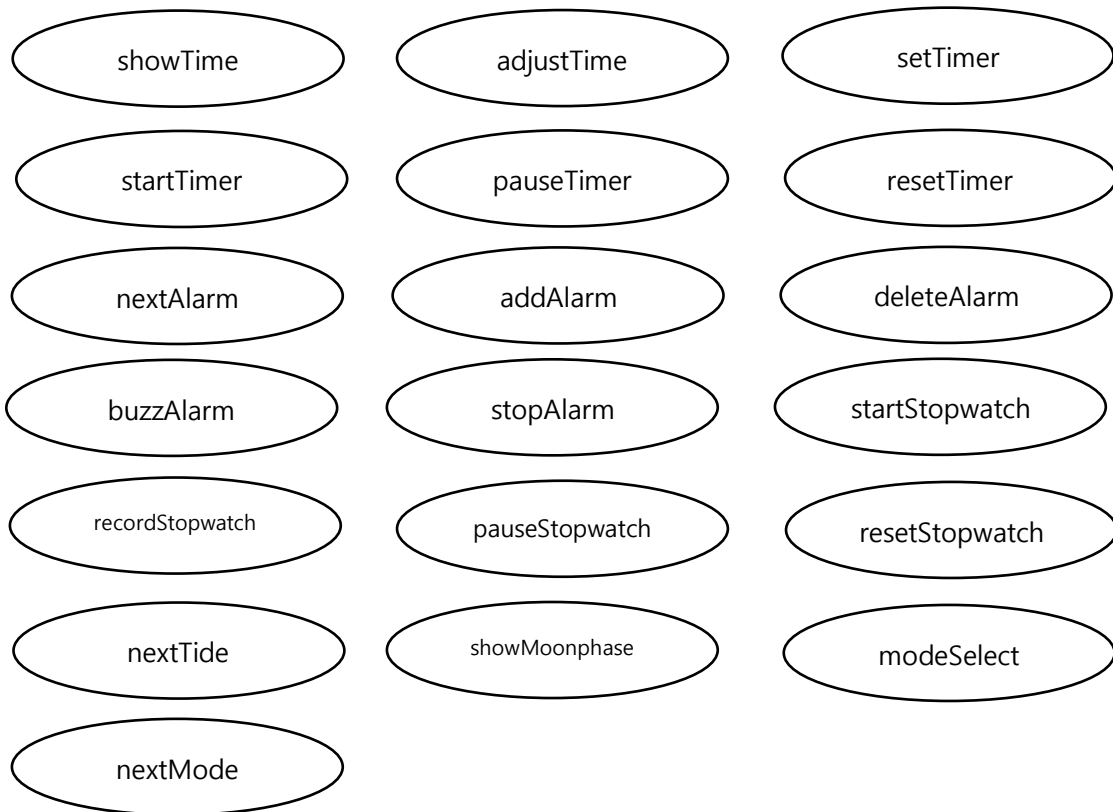 showTime
adjustTime
setTimer
startTimer
pauseTimer
resetTimer
nextAlarm
addAlarm
deleteAlarm
buzzAlarm
stopAlarm
startStopwatch
recordStopwatch
pauseStopwatch
resetStopwatch
nextTide
showMoonphase
modeSelect
nextMode